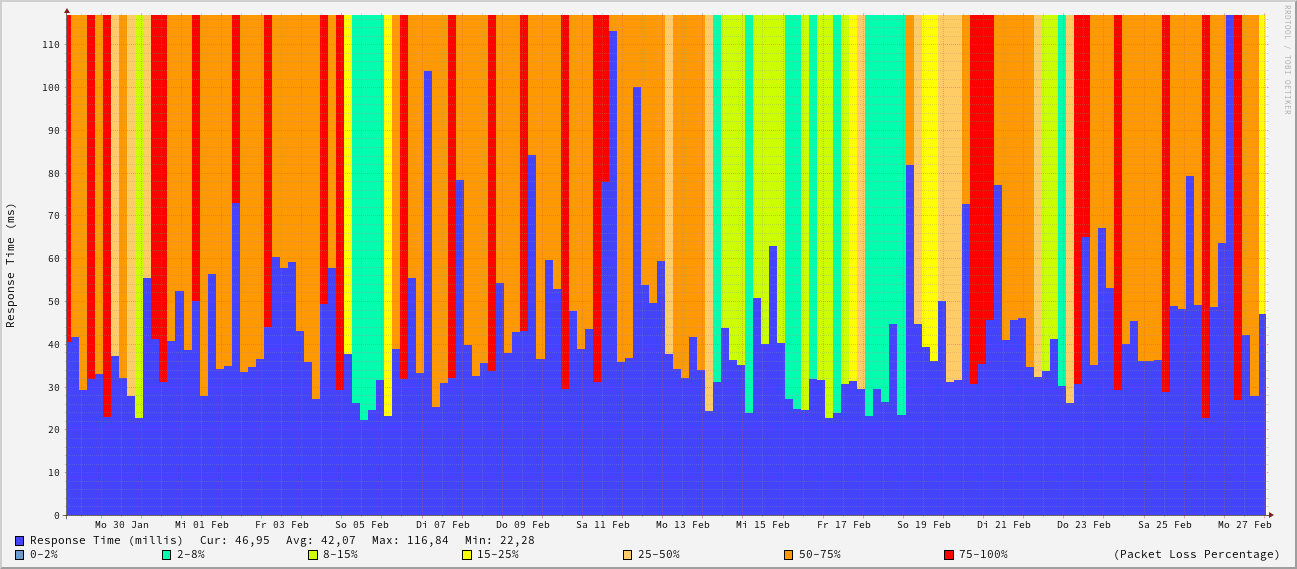 RRDTOOL / TOBI OETIKER
Response Time (ms)
110
100
90
80
70
60
50
40
30
20
10
0
Mo 30 Jan Mi 01 Feb Fr 03 Feb So 05 Feb Di 07 Feb Do 09 Feb Sa 11 Feb Mo 13 Feb Mi 15 Feb Fr 17 Feb So 19 Feb Di 21 Feb Do 23 Feb Sa 25 Feb Mo 27 Feb
Response Time (millis) Cur: 46,95 Avg: 42,07 Max: 116,84 Min: 22,28
0-2% 2-8% 8-15% 15-25% 25-50% 50-75% 75-100% (Packet Loss Percentage)